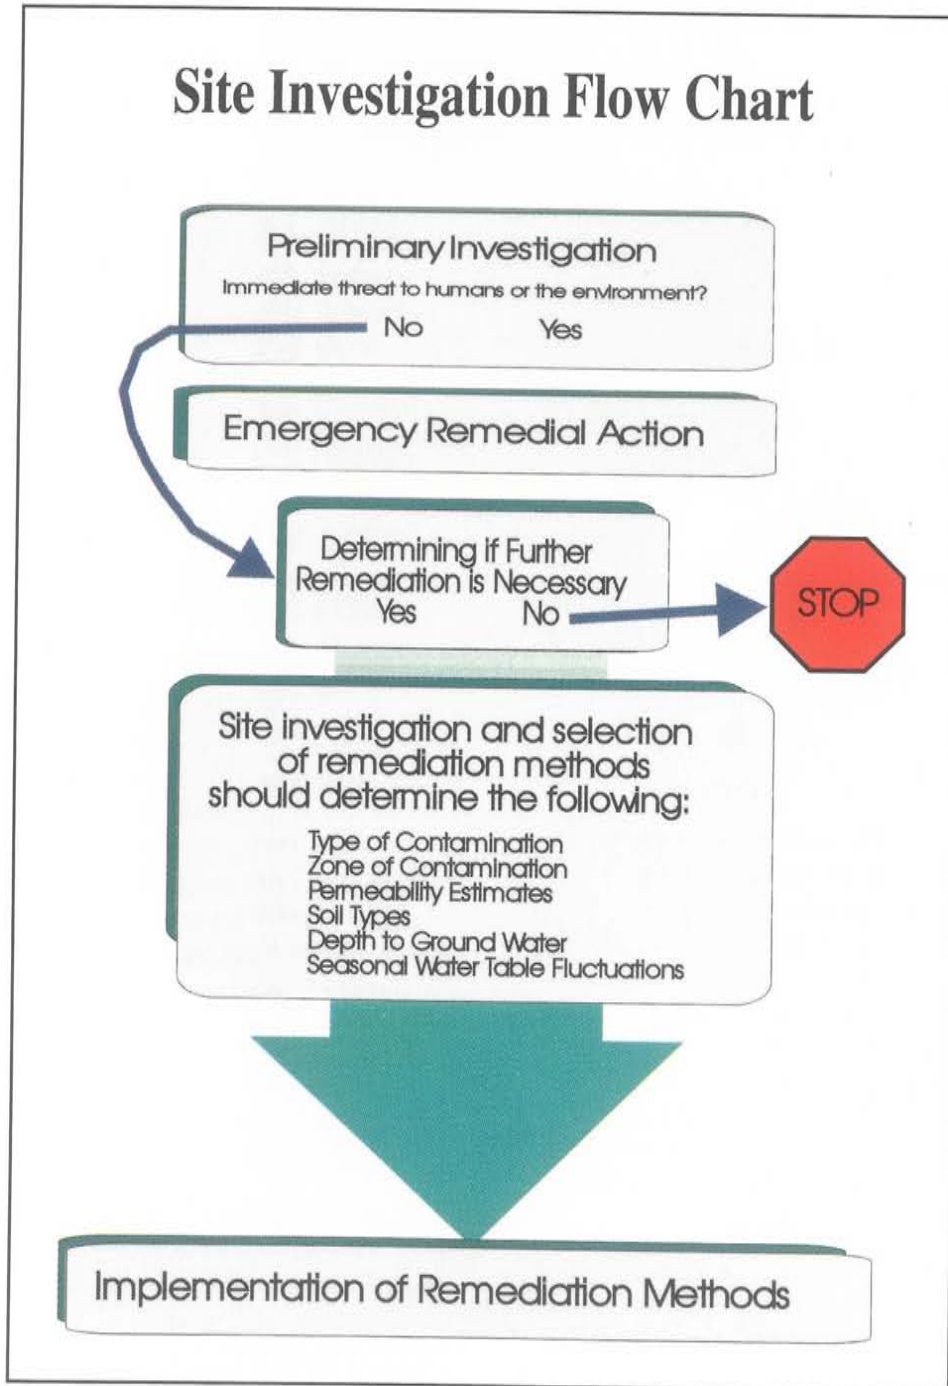 Site Investigation Flow Chart
Preliminary Investigation
Immediate threat to humans or the environment?
No Yes
Emergency Remedial Action
Determining if Further
Remediation is Necessary
Yes No
STOP
Site investigation and selection
of remediation methods
should determine the following:
Type of Contamination
Zone of Contamination
Permeability Estimates
Soil Types
Depth to Ground Water
Seasonal Water Table Fluctuations
Implementation of Remediation Methods